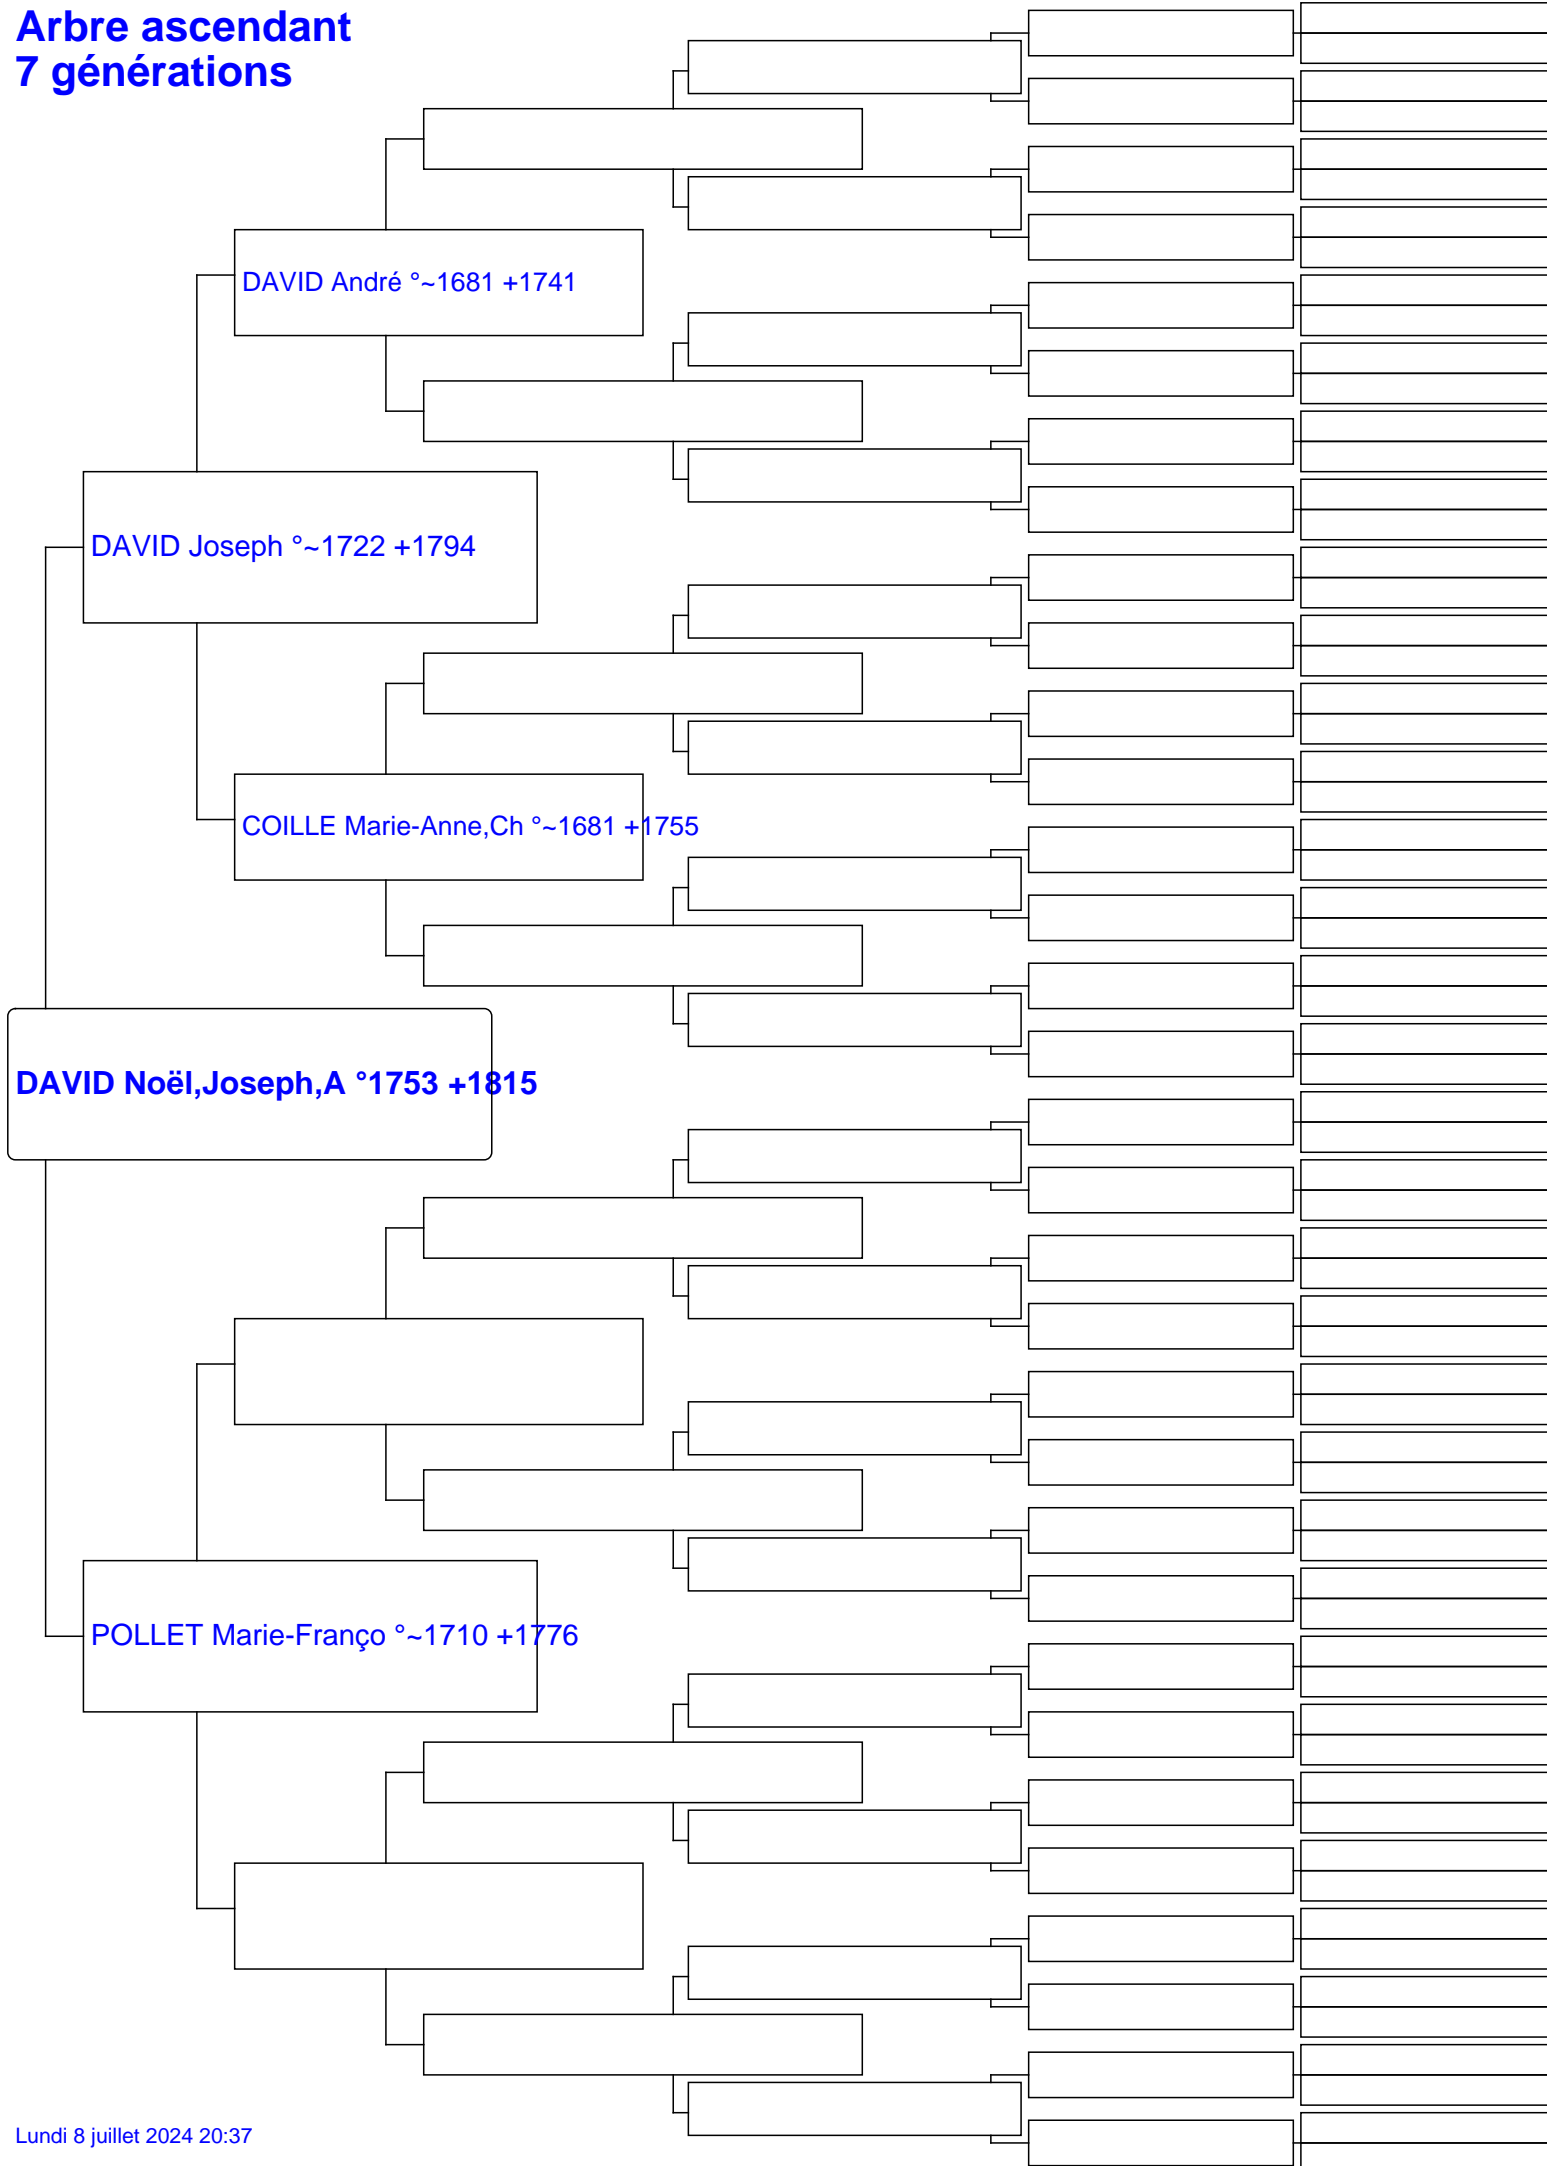 Arbre ascendant
7 générations
DAVID André °~1681 +1741
DAVID Joseph °~1722 +1794
COILLE Marie-Anne,Ch °~1681 +1755
DAVID Noël,Joseph,A °1753 +1815
POLLET Marie-Franço °~1710 +1776
Lundi 8 juillet 2024 20:37